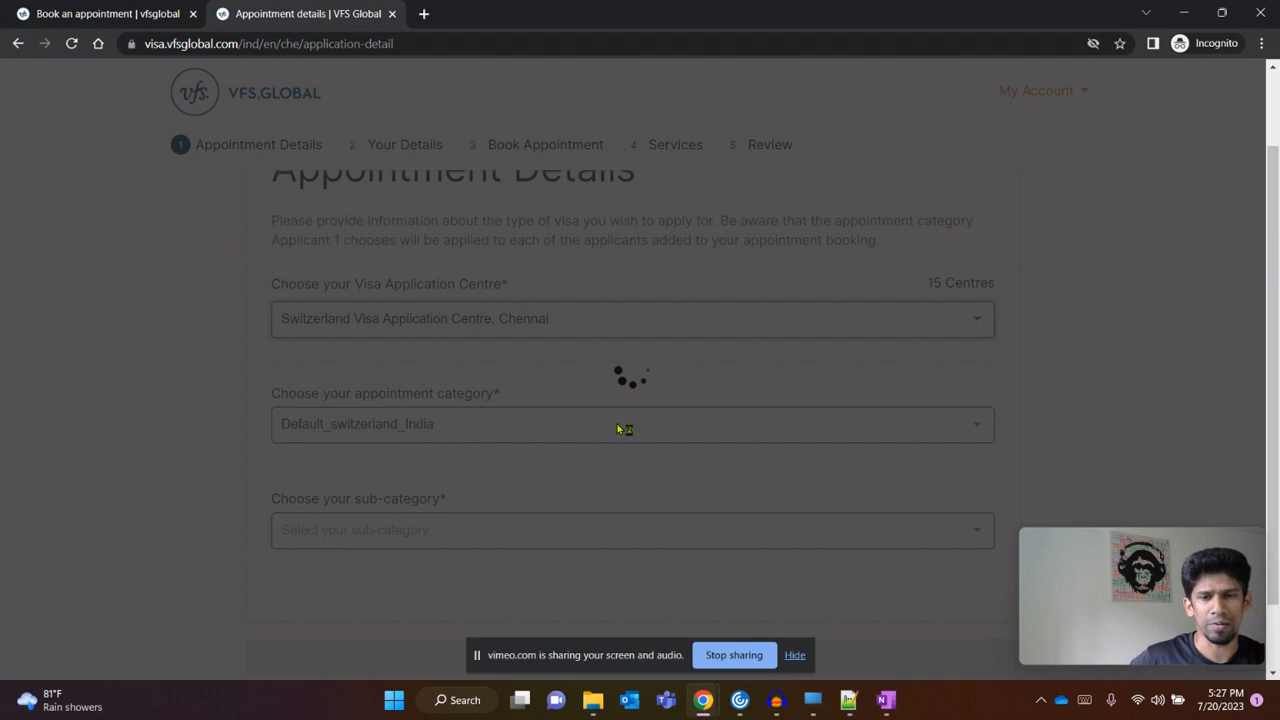 Book an appointment | vfsglobal
Appointment details | VFS Global
visa.vfsglobal.com/ind/en/che/application-detail
Incognito
vfs. VFS.GLOBAL
My Account
1 Appointment Details 2 Your Details 3 Book Appointment 4 Services 5 Review
Appointment Details
Please provide information about the type of visa you wish to apply for. Be aware that the appointment category
Applicant 1 chooses will be applied to each of the applicants added to your appointment booking.
Choose your Visa Application Centre*
15 Centres
Switzerland Visa Application Centre, Chennai
Choose your appointment category*
Default_switzerland_India
Choose your sub-category*
Select your sub-category
vimeo.com is sharing your screen and audio.
Stop sharing
Hide
81°F
Rain showers
Search
5:27 PM
7/20/2023
1